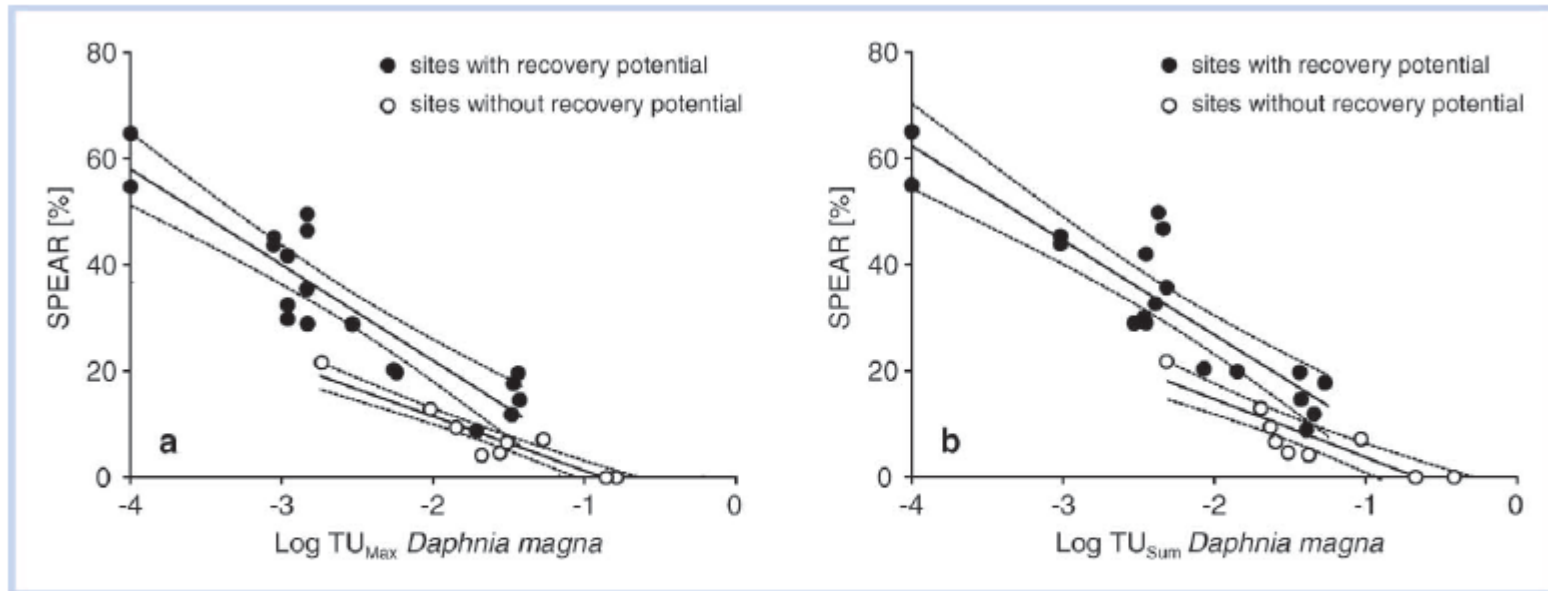 80
60
40
20
0
SPEAR [%]
● sites with recovery potential
○ sites without recovery potential
a
-4 -3 -2 -1 0
Log TU_Max Daphnia magna
80
60
40
20
0
SPEAR [%]
● sites with recovery potential
○ sites without recovery potential
b
-4 -3 -2 -1 0
Log TU_Sum Daphnia magna